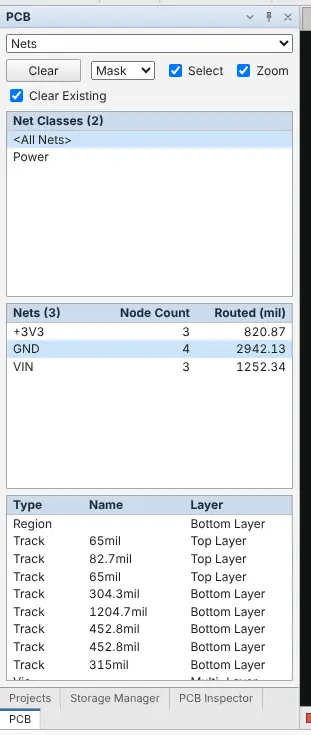 PCB
Nets
Clear Mask Select Zoom
Clear Existing
Net Classes (2)
<All Nets>
Power
Nets (3) Node Count Routed (mil)
+3V3 3 820.87
GND 4 2942.13
VIN 3 1252.34
Type Name Layer
Region Bottom Layer
Track 65mil Top Layer
Track 82.7mil Top Layer
Track 65mil Top Layer
Track 304.3mil Bottom Layer
Track 1204.7mil Bottom Layer
Track 452.8mil Bottom Layer
Track 452.8mil Bottom Layer
Track 315mil Bottom Layer
Projects Storage Manager PCB Inspector
PCB